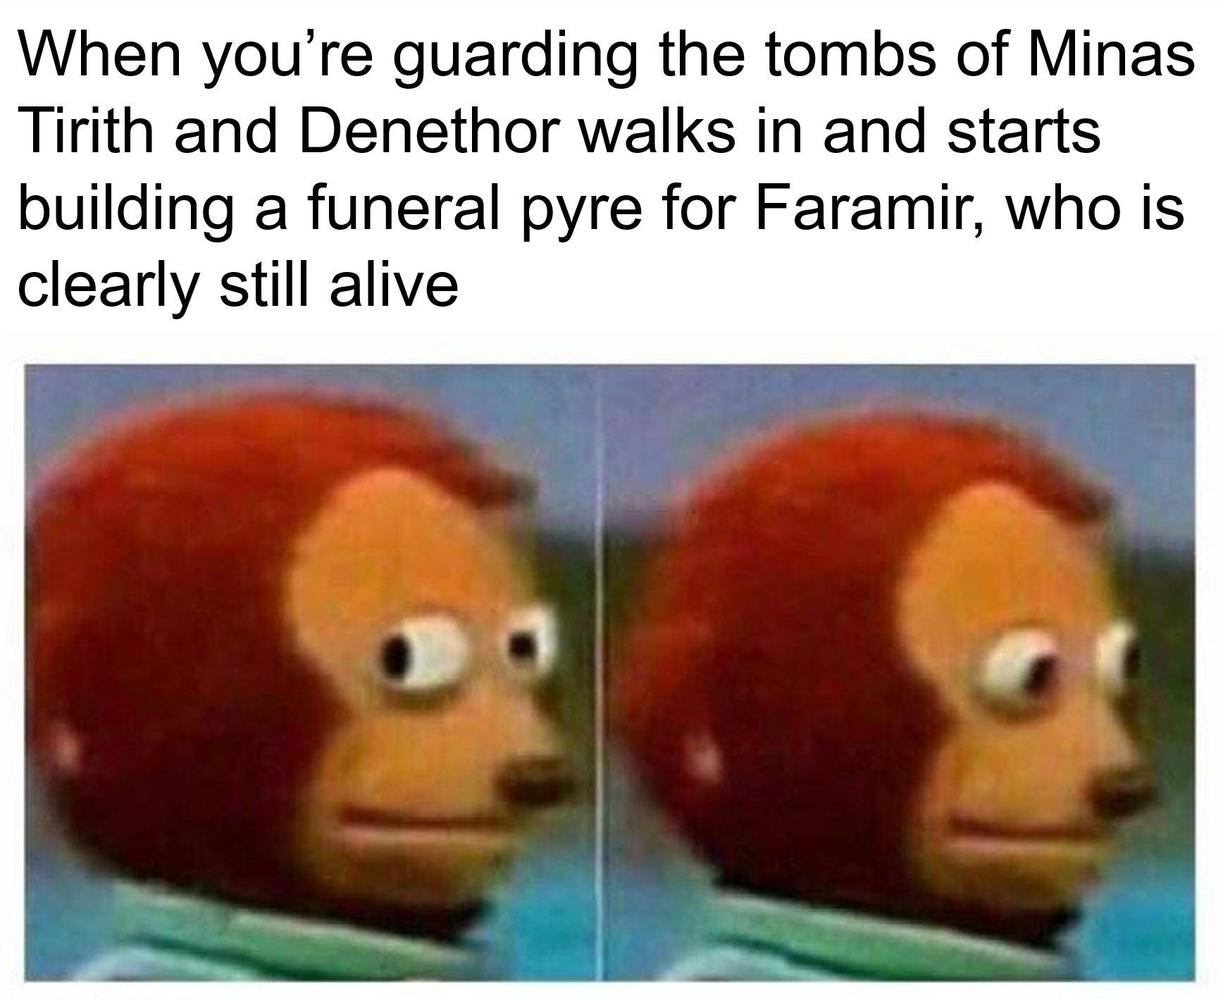 When you’re guarding the tombs of Minas
Tirith and Denethor walks in and starts
building a funeral pyre for Faramir, who is
clearly still alive